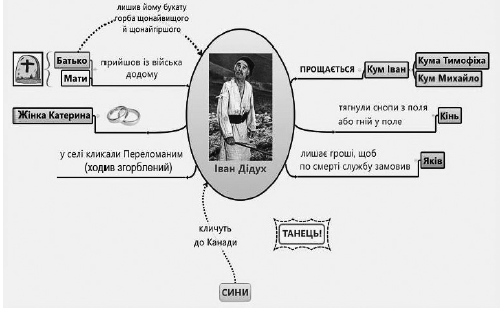 лишив йому букату
горба щонайвищого
й щонайгіршого
Батько
Мати
прийшов із війська
додому
Жінка Катерина
у селі кликали Переломаним
(ходив згорблений)
Іван Дідух
ПРОЩАЄТЬСЯ
Кум Іван
Кума Тимофіха
Кум Михайло
тягнули снопи з поля
або гній у поле
Кінь
лишає гроші, щоб
по смерті службу замовив
Яків
кличуть
до Канади
ТАНЕЦЬ!
СИНИ